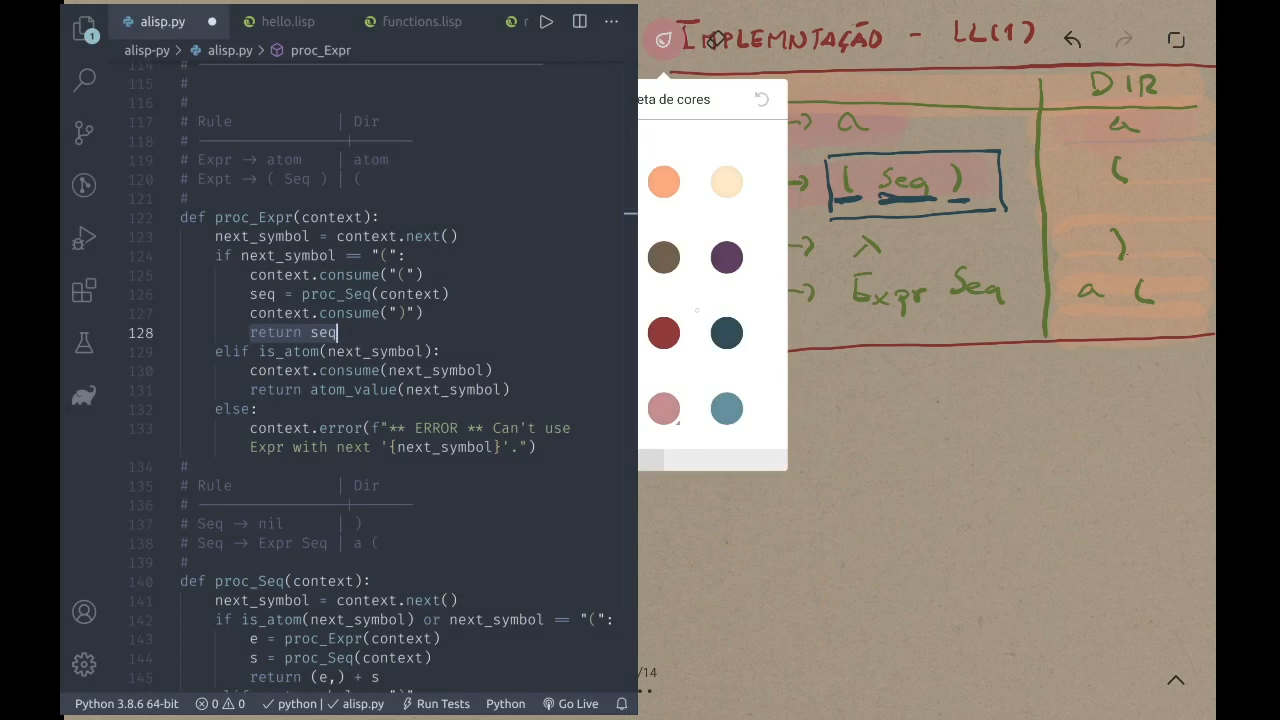 alisp.py
hello.lisp
functions.lisp
r
alisp-py > alisp.py > proc_Expr
114
115 #
116 #
117 # Rule | Dir
118 #
119 # Expr → atom | atom
120 # Expt → ( Seq ) | (
121 #
122 def proc_Expr(context):
123 next_symbol = context.next()
124 if next_symbol == "(":
125 context.consume("(")
126 seq = proc_Seq(context)
127 context.consume(")")
128 return seq
129 elif is_atom(next_symbol):
130 context.consume(next_symbol)
131 return atom_value(next_symbol)
132 else:
133 context.error(f"** ERROR ** Can't use
Expr with next '{next_symbol}'.")
134 #
135 # Rule | Dir
136 #
137 # Seq → nil | )
138 # Seq → Expr Seq | a (
139 #
140 def proc_Seq(context):
141 next_symbol = context.next()
142 if is_atom(next_symbol) or next_symbol == "(":
143 e = proc_Expr(context)
144 s = proc_Seq(context)
145 return (e,) + s
1
Python 3.8.6 64-bit
0 0
python | alisp.py
Run Tests
Python
Go Live
IMPLEMNTAÇÃO - LL(1)
eta de cores
DIR
→ a a
→ ( Seq ) (
→ λ )
→ Expr Seq a (
/14